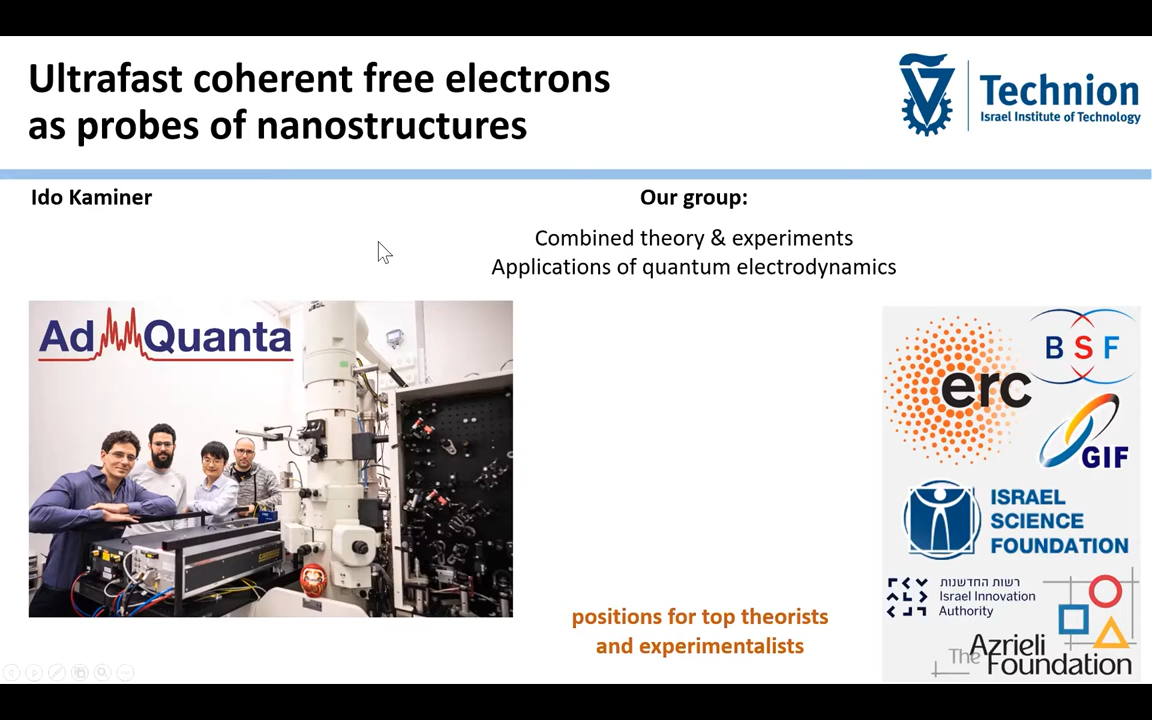 Ultrafast coherent free electrons
as probes of nanostructures
Technion
Israel Institute of Technology
Ido Kaminer
Our group:
Combined theory & experiments
Applications of quantum electrodynamics
Ad Quanta
positions for top theorists
and experimentalists
erc
BSF
GIF
ISRAEL
SCIENCE
FOUNDATION
רשות החדשנות
Israel Innovation
Authority
The Azrieli
Foundation